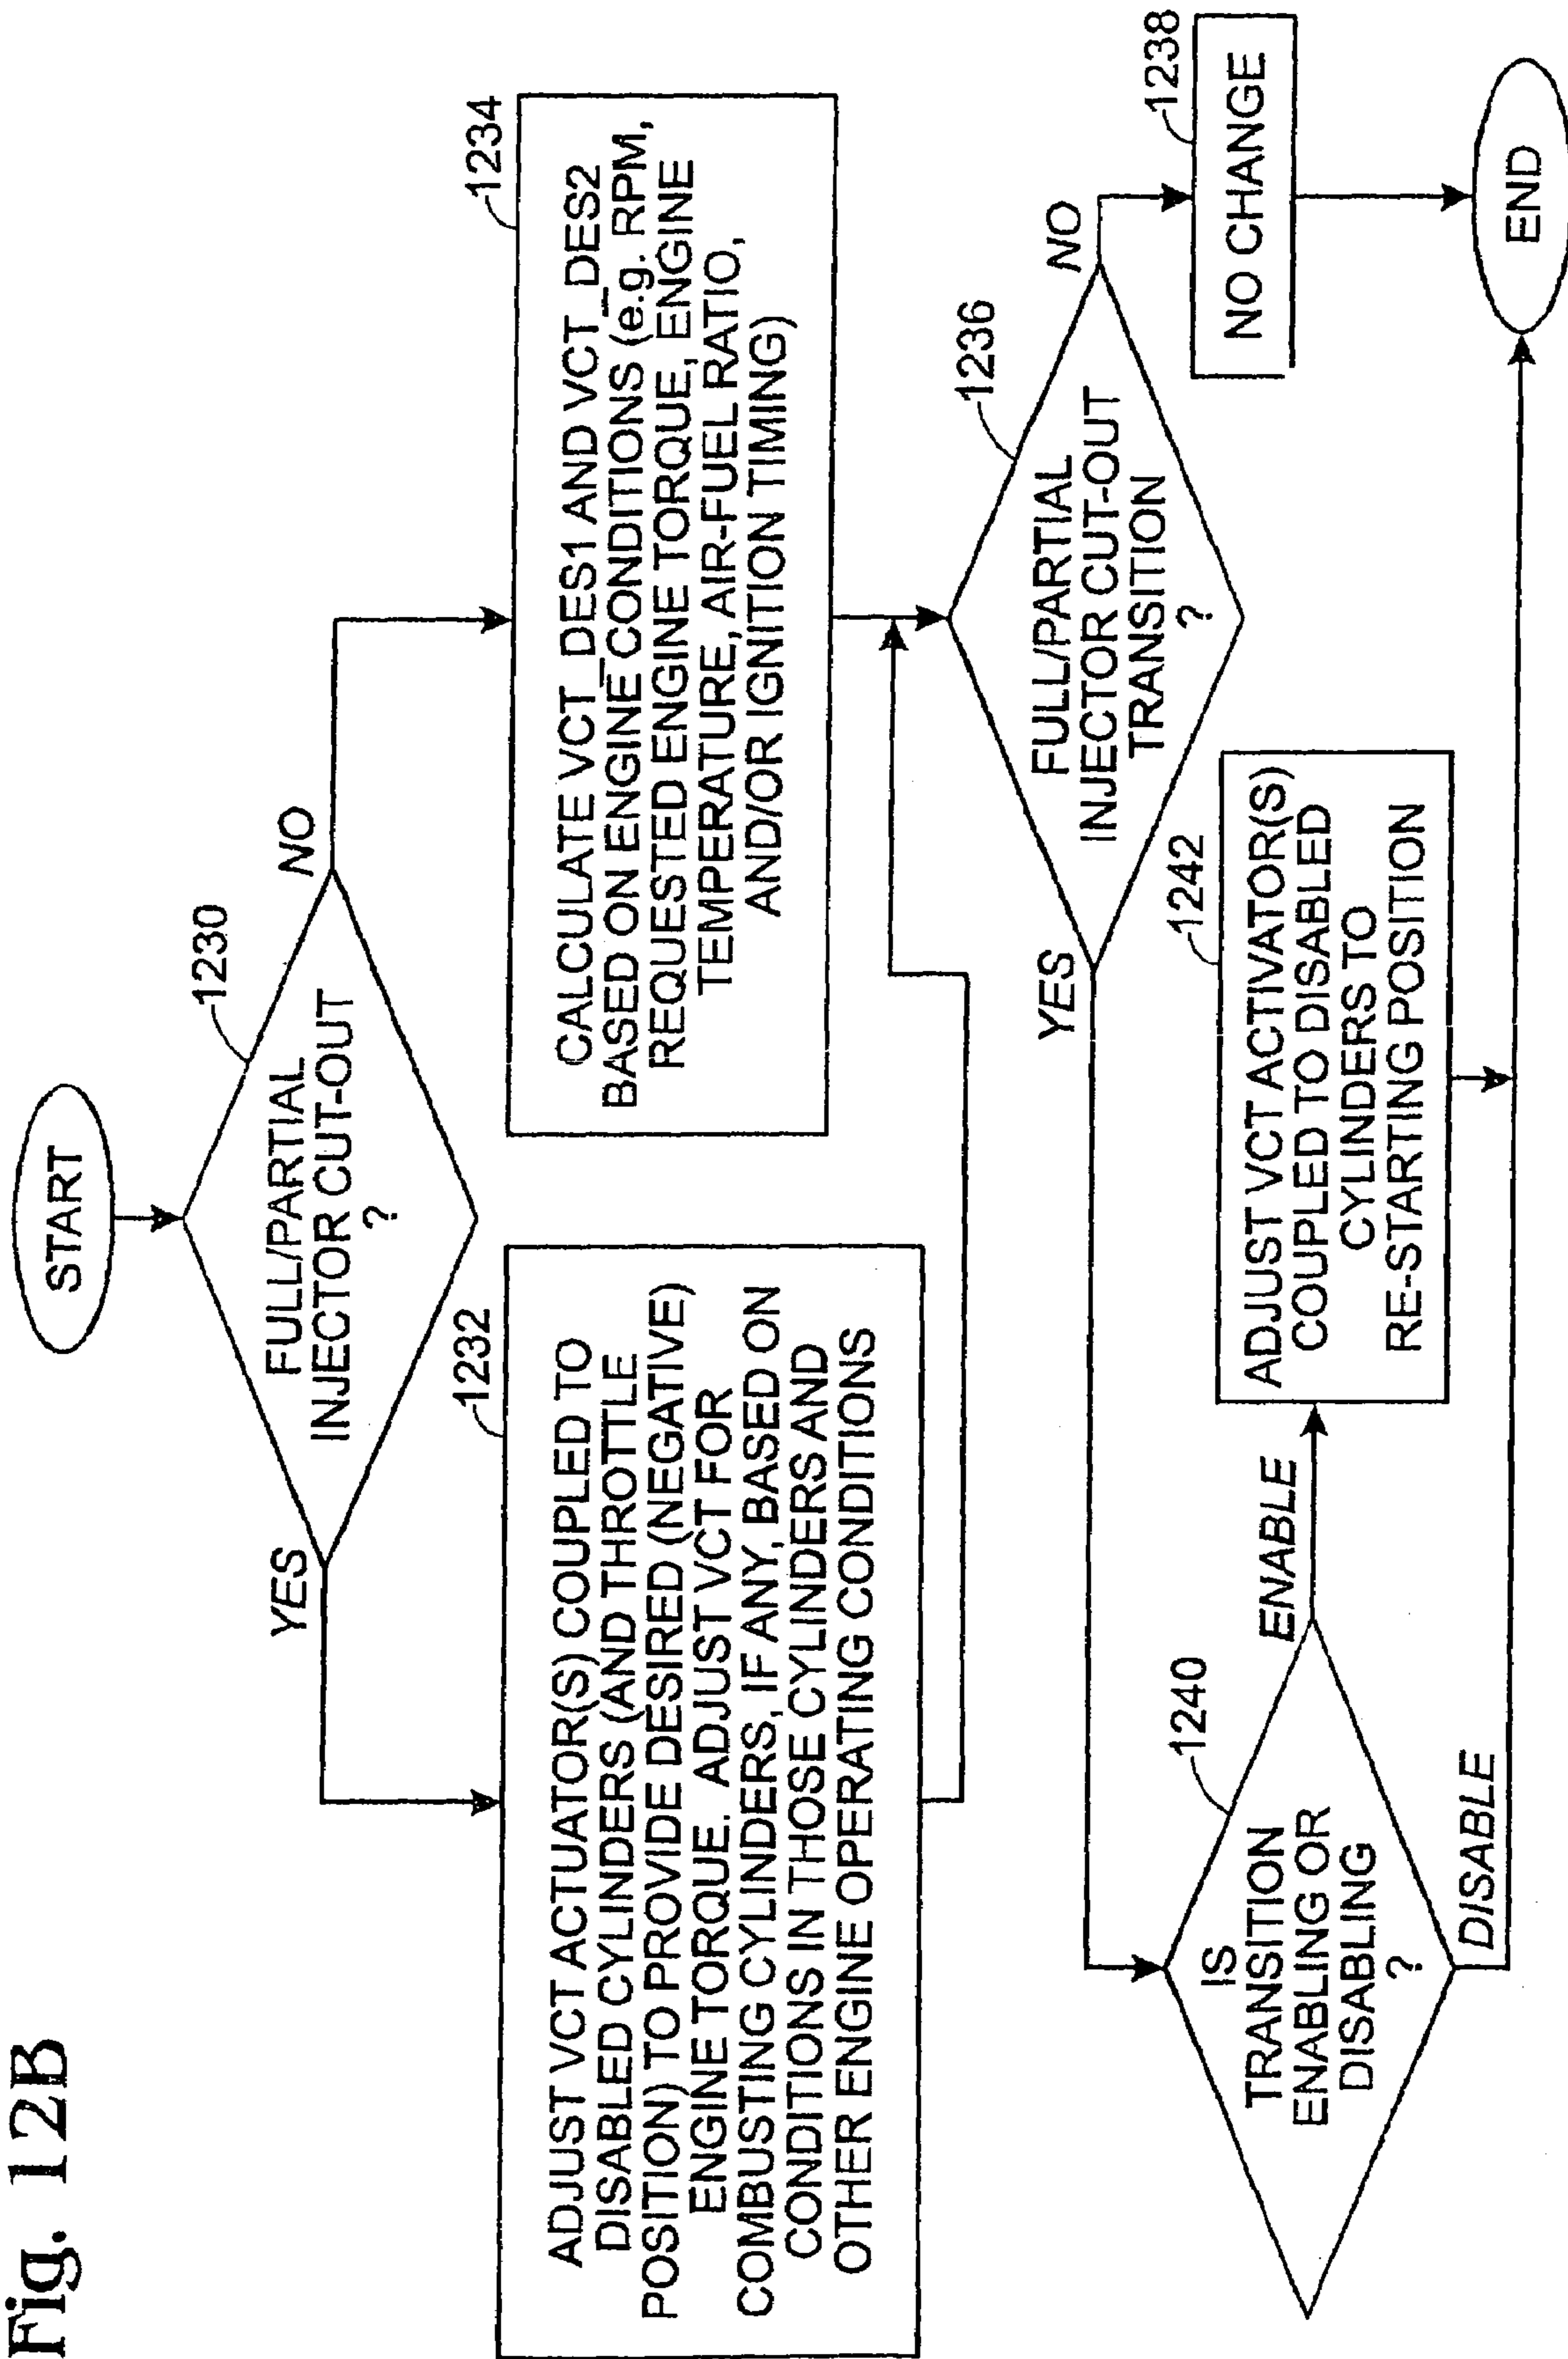 Fig. 12B
START
1230
FULL/PARTIAL
INJECTOR CUT-OUT
?
YES
NO
1232
ADJUST VCT ACTUATOR(S) COUPLED TO
DISABLED CYLINDERS (AND THROTTLE
POSITION) TO PROVIDE DESIRED (NEGATIVE)
ENGINE TORQUE. ADJUST VCT FOR
COMBUSTING CYLINDERS, IF ANY, BASED ON
CONDITIONS IN THOSE CYLINDERS AND
OTHER ENGINE OPERATING CONDITIONS
1234
CALCULATE VCT_DES1 AND VCT_DES2
BASED ON ENGINE CONDITIONS (e.g. RPM,
REQUESTED ENGINE TORQUE, ENGINE
TEMPERATURE, AIR-FUEL RATIO,
AND/OR IGNITION TIMING)
1236
FULL/PARTIAL
INJECTOR CUT-OUT
TRANSITION
?
YES
NO
1238
NO CHANGE
1240
IS
TRANSITION
ENABLING OR
DISABLING
?
ENABLE
DISABLE
1242
ADJUST VCT ACTIVATOR(S)
COUPLED TO DISABLED
CYLINDERS TO
RE-STARTING POSITION
END